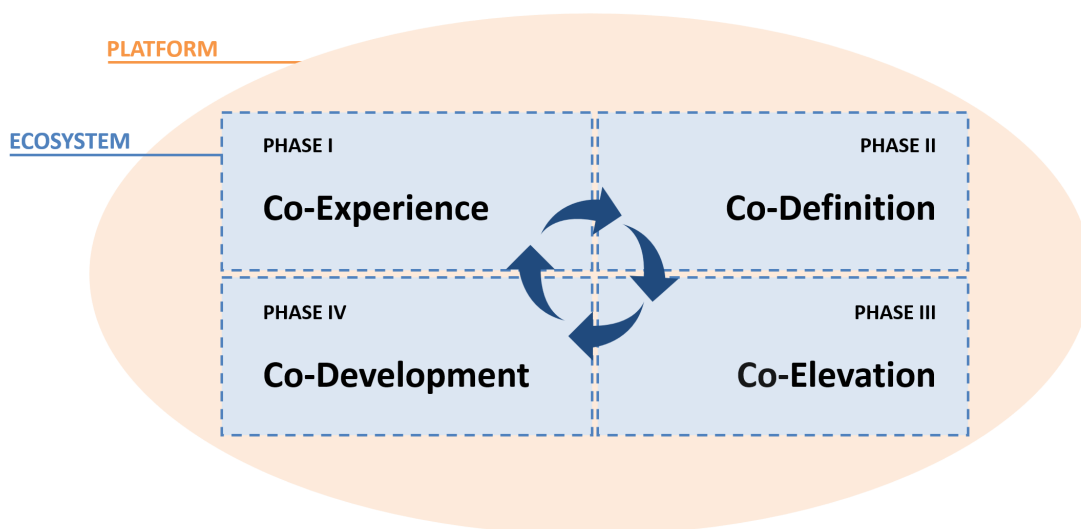 PLATFORM
ECOSYSTEM
PHASE I
Co-Experience
PHASE II
Co-Definition
PHASE IV
Co-Development
PHASE III
Co-Elevation